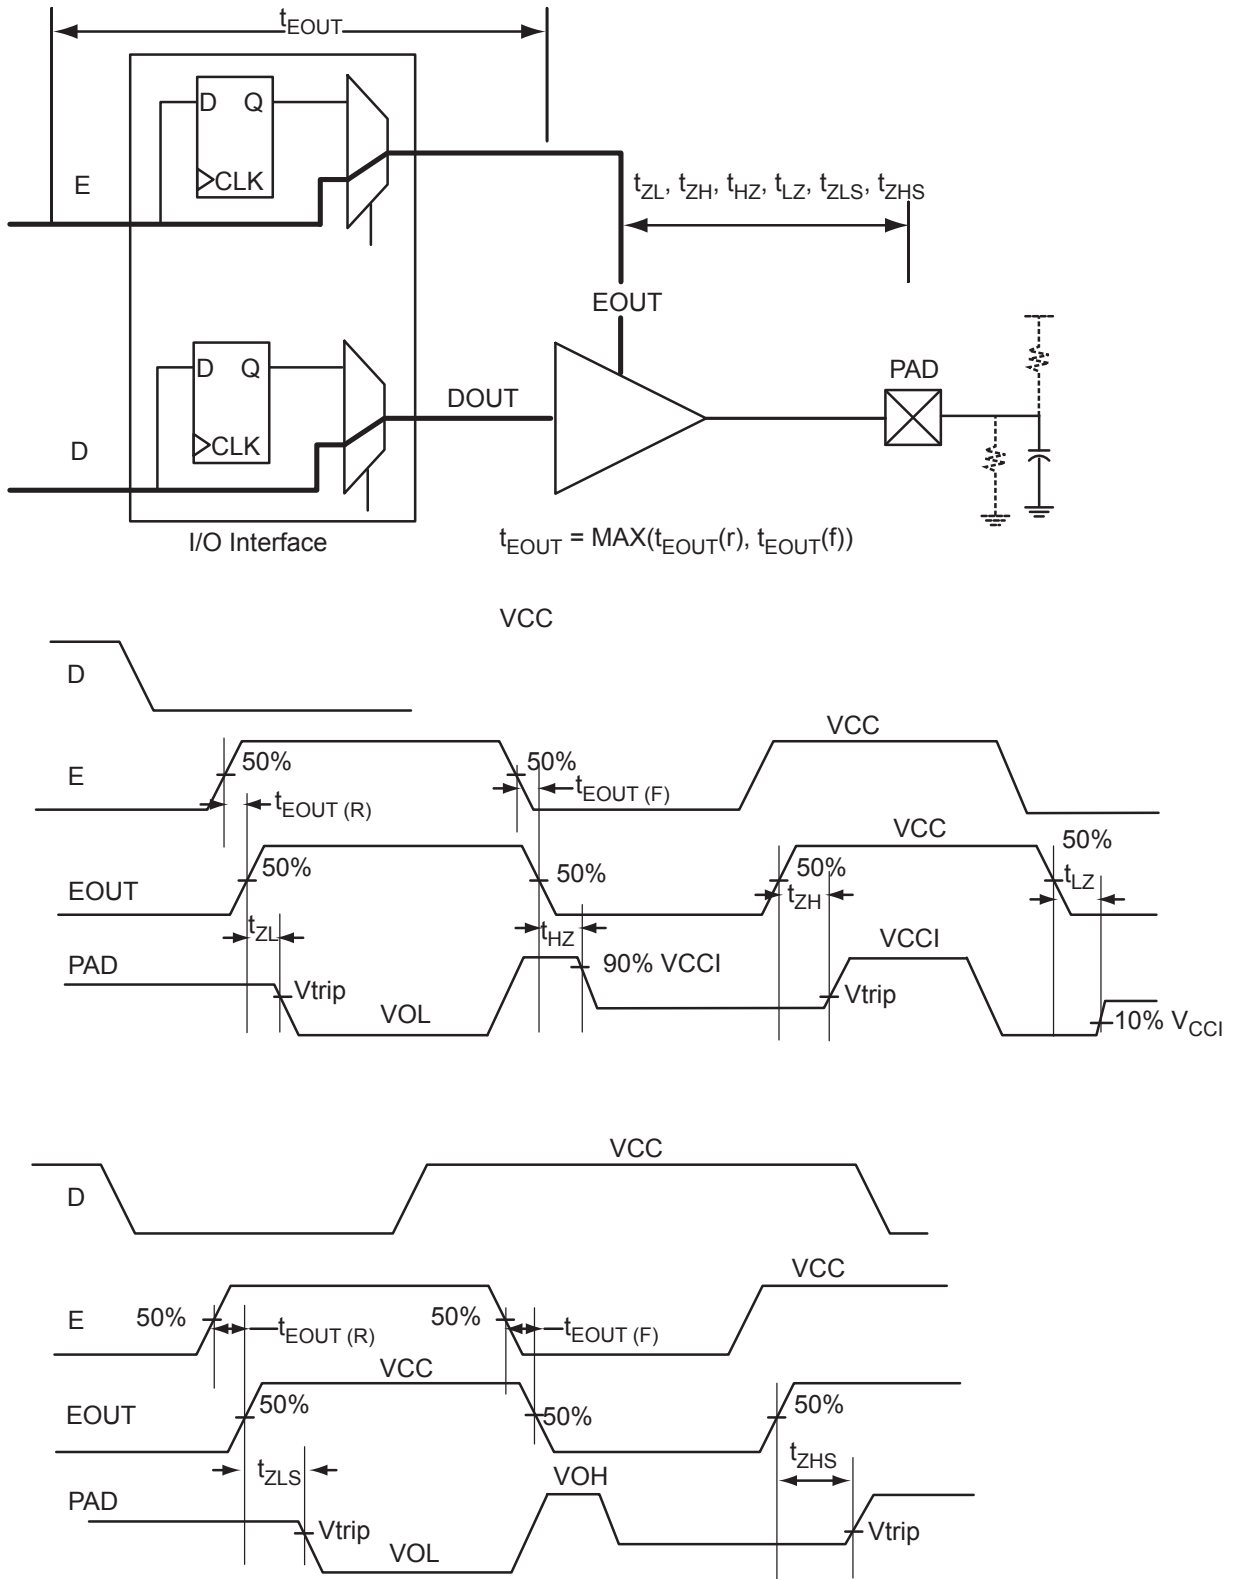 tEOUT
D Q
CLK
E
tZL, tZH, tHZ, tLZ, tZLS, tZHS
EOUT
D Q
CLK
D
DOUT
PAD
I/O Interface
tEOUT = MAX(tEOUT(r), tEOUT(f))
VCC
D
VCC
E
50%
50%
tEOUT (R)
tEOUT (F)
VCC
50%
EOUT
50%
50%
50%
tZL
tHZ
tZH
tLZ
PAD
VCCI
90% VCCI
Vtrip
Vtrip
VOL
10% VCCI
VCC
D
VCC
E
50%
50%
tEOUT (R)
tEOUT (F)
VCC
EOUT
50%
50%
50%
tZLS
tZHS
PAD
VOH
Vtrip
Vtrip
VOL